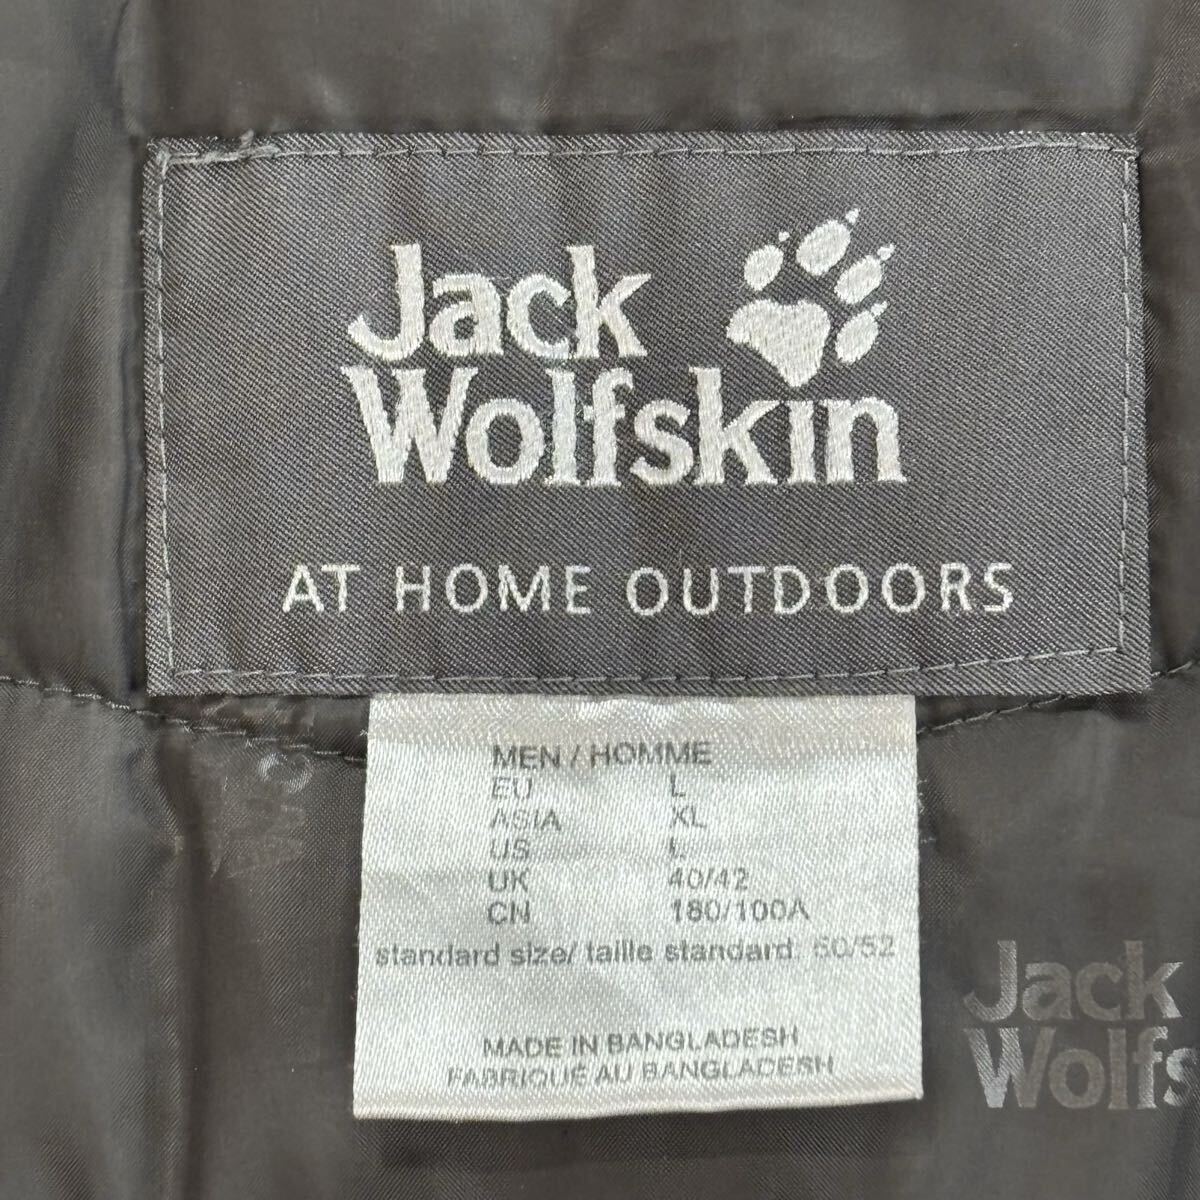 Jack
Wolfskin
AT HOME OUTDOORS
MEN / HOMME
EU L
ASIA XL
US L
UK 40/42
CN 180/100A
standard size/ taille standard: 50/52
MADE IN BANGLADESH
FABRIQUÉ AU BANGLADESH
Jack
Wolfs